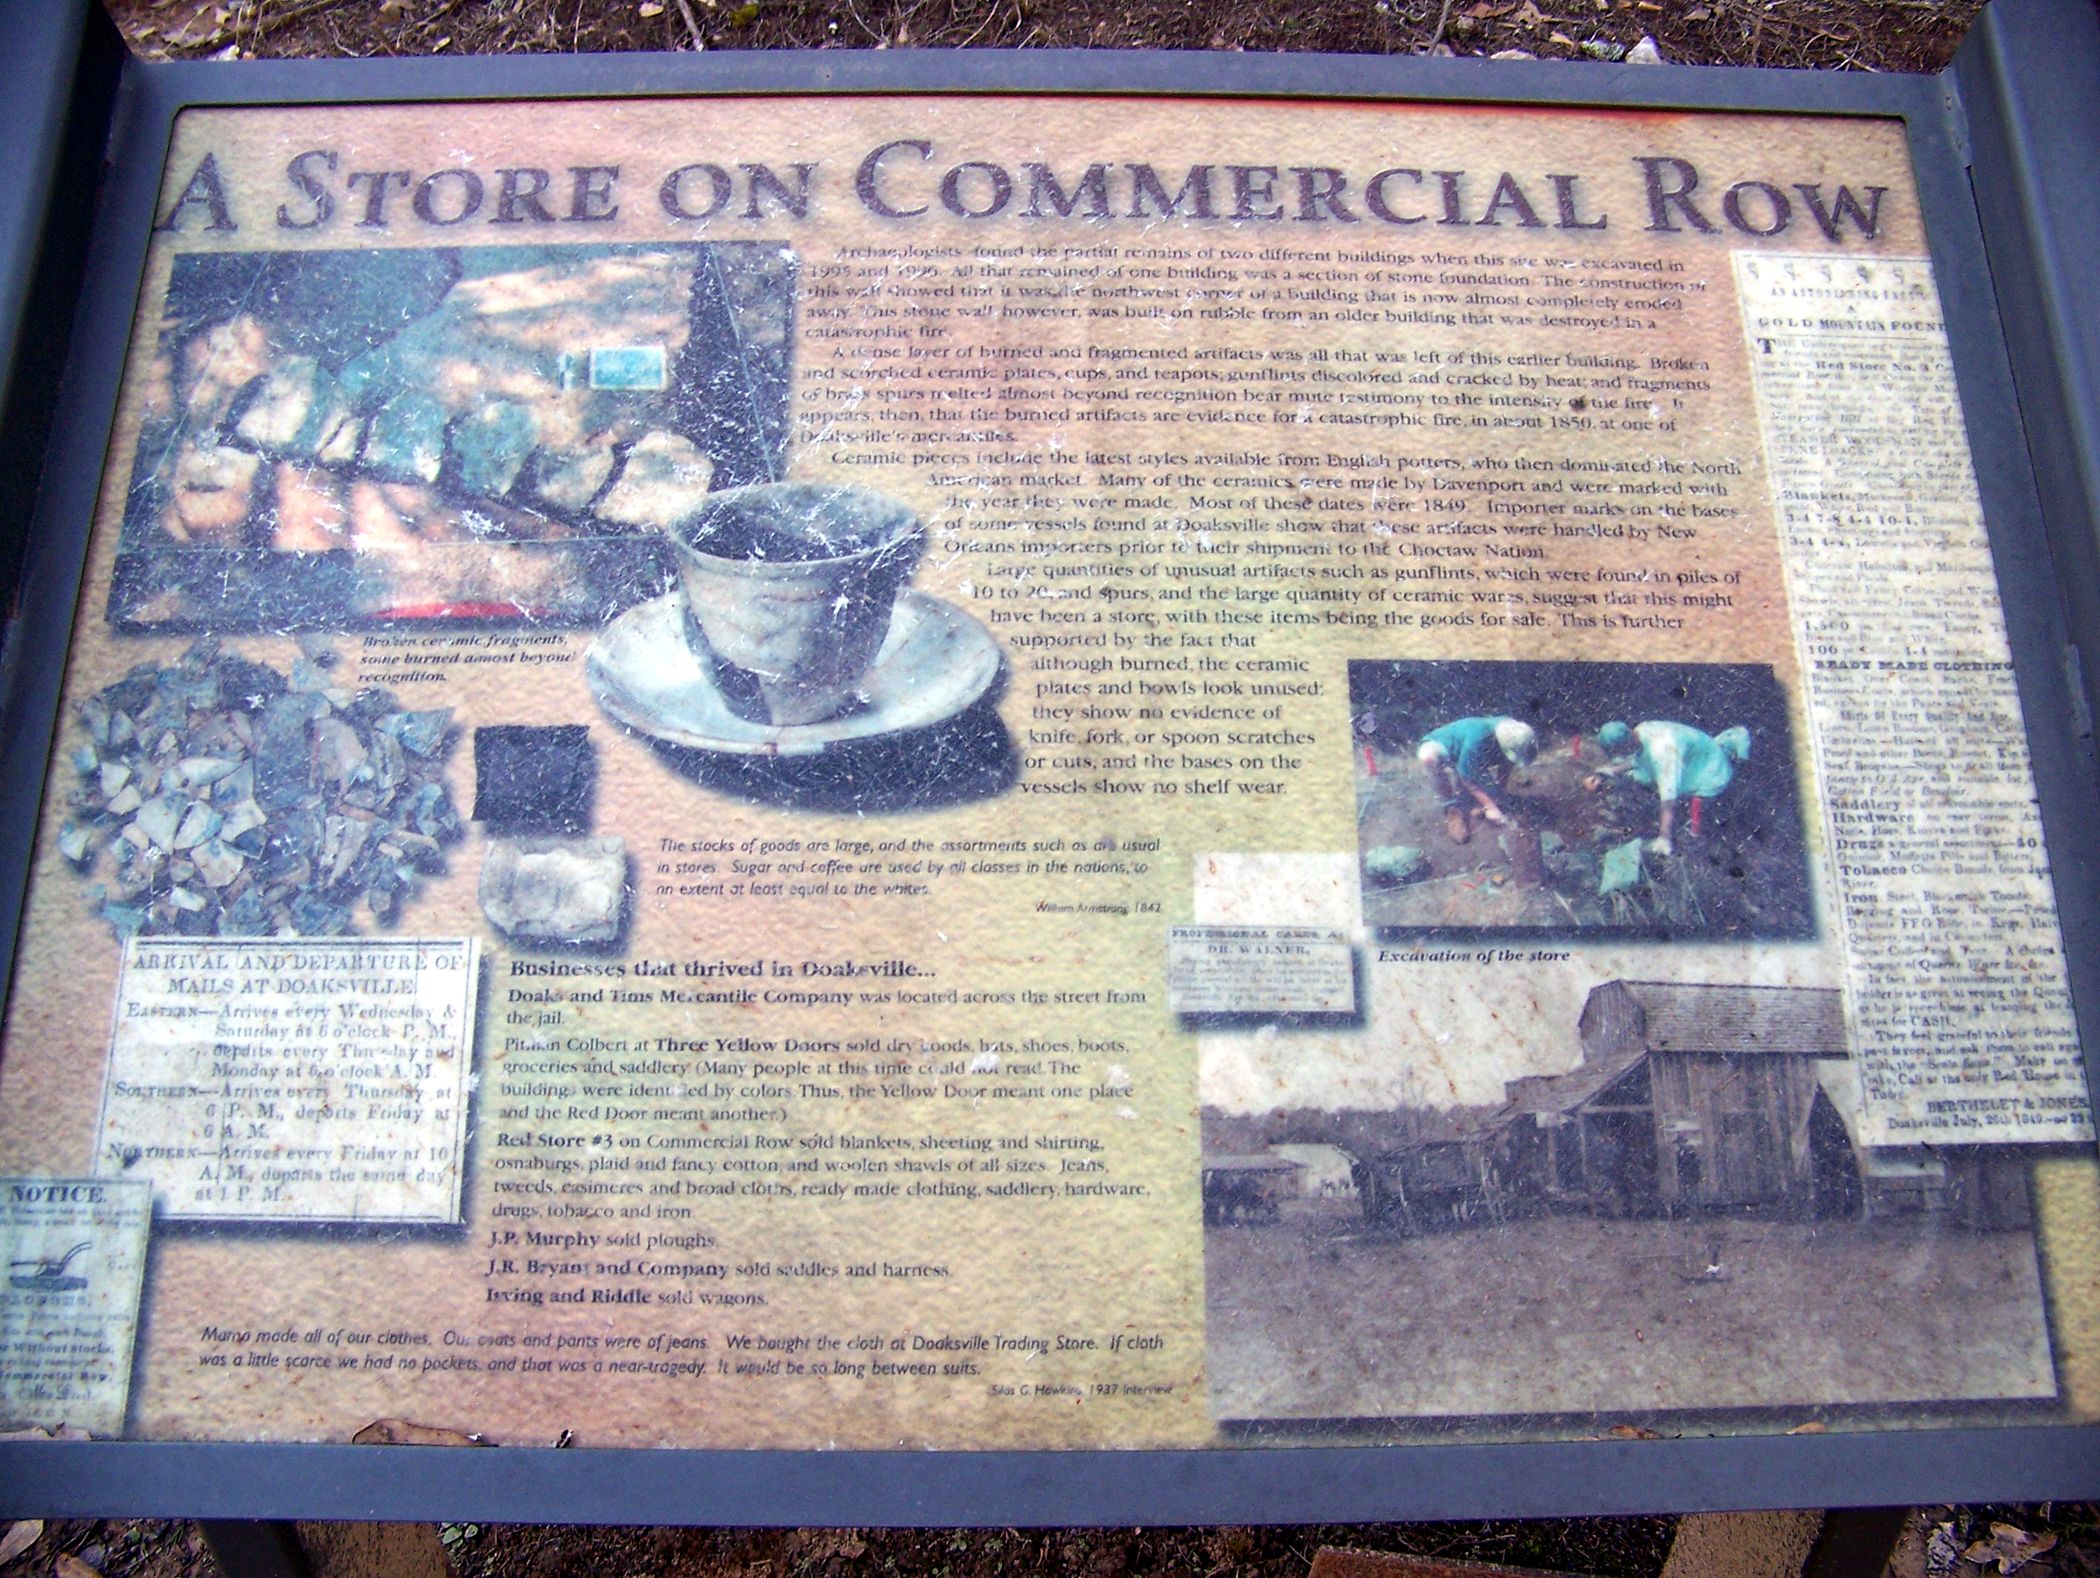 A STORE ON COMMERCIAL ROW
Archaeologists found the partial remains of two different buildings when this site was excavated in
1995 and 1996. All that remained of one building was a section of stone foundation. The construction of
this wall showed that it was the northwest corner of a building that is now almost completely eroded
away. This stone wall, however, was built on rubble from an older building that was destroyed in a
catastrophic fire.
A dense layer of burned and fragmented artifacts was all that was left of this earlier building. Broken
and scorched ceramic plates, cups, and teapots; gunflints discolored and cracked by heat; and fragments
of brass spurs melted almost beyond recognition bear mute testimony to the intensity of the fire. It
appears, then, that the burned artifacts are evidence for a catastrophic fire, in about 1850, at one of
Doaksville's mercantiles.
Ceramic pieces include the latest styles available from English potters, who then dominated the North
American market. Many of the ceramics were made by Davenport and were marked with
the year they were made. Most of these dates were 1849. Importer marks on the bases
of some vessels found at Doaksville show that these artifacts were handled by New
Orleans importers prior to their shipment to the Choctaw Nation.
Large quantities of unusual artifacts such as gunflints, which were found in piles of
10 to 20, and spurs, and the large quantity of ceramic wares, suggest that this might
have been a store, with these items being the goods for sale. This is further
supported by the fact that
although burned, the ceramic
plates and bowls look unused;
they show no evidence of
knife, fork, or spoon scratches
or cuts, and the bases on the
vessels show no shelf wear.
Broken ceramic fragments,
some burned almost beyond
recognition.
The stocks of goods are large, and the assortments such as are usual
in stores. Sugar and coffee are used by all classes in the nations, to
an extent at least equal to the whites.
William Armstrong, 1842
Excavation of the store
ARRIVAL AND DEPARTURE OF
MAILS AT DOAKSVILLE.
EASTERN—Arrives every Wednesday &
Saturday at 6 o'clock P. M.,
departs every Thursday and
Monday at 6 o'clock A. M.
SOUTHERN—Arrives every Thursday at
6 P. M., departs Friday at
6 A. M.
NORTHERN—Arrives every Friday at 10
A. M., departs the same day
at 1 P. M.
Businesses that thrived in Doaksville...
Doaks and Tims Mercantile Company was located across the street from
the jail.
Pitman Colbert at Three Yellow Doors sold dry goods, hats, shoes, boots,
groceries and saddlery. (Many people at this time could not read. The
buildings were identified by colors. Thus, the Yellow Door meant one place
and the Red Door meant another.)
Red Store #3 on Commercial Row sold blankets, sheeting and shirting,
osnaburgs, plaid and fancy cotton, and woolen shawls of all sizes. Jeans,
tweeds, casimeres and broad cloths, ready made clothing, saddlery, hardware,
drugs, tobacco and iron.
J.P. Murphy sold ploughs.
J.R. Bryant and Company sold saddles and harness.
Irving and Riddle sold wagons.
Mama made all of our clothes. Our coats and pants were of jeans. We bought the cloth at Doaksville Trading Store. If cloth
was a little scarce we had no pockets, and that was a near-tragedy. It would be so long between suits.
Silas G. Hawkins, 1937 Interview
NOTICE.
PROFESSIONAL CARDS,
DR. WALNER,
GOLD MOUNTAIN FOUND
Red Store No. 3
Blankets,
1,500
100
READY MADE CLOTHING
Saddlery
Hardware
Drugs
Tobacco
Iron
for CASH.
BERTHELET & JONES
Doaksville July, 1849